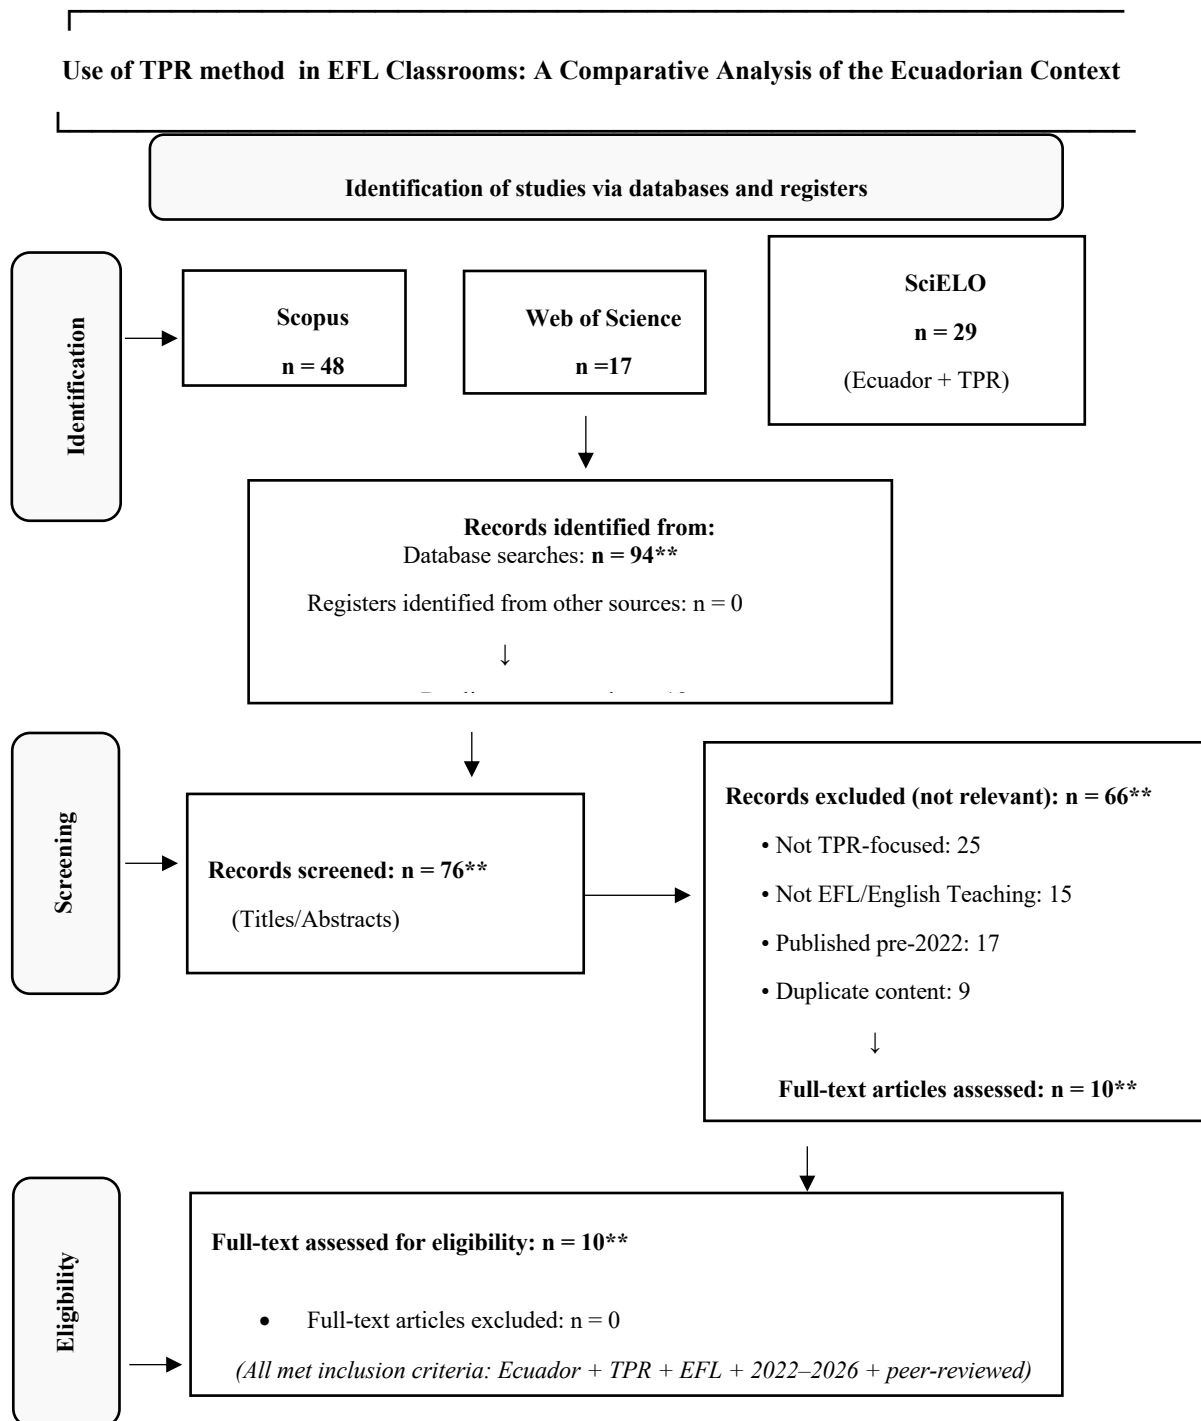 Use of TPR method in EFL Classrooms: A Comparative Analysis of the Ecuadorian Context
Identification of studies via databases and registers
Identification
Scopus
n = 48
Web of Science
n =17
SciELO
n = 29
(Ecuador + TPR)
Records identified from:
Database searches: n = 94**
Registers identified from other sources: n = 0
↓
Screening
Records screened: n = 76**
(Titles/Abstracts)
Records excluded (not relevant): n = 66**
• Not TPR-focused: 25
• Not EFL/English Teaching: 15
• Published pre-2022: 17
• Duplicate content: 9
↓
Full-text articles assessed: n = 10**
Eligibility
Full-text assessed for eligibility: n = 10**
• Full-text articles excluded: n = 0
(All met inclusion criteria: Ecuador + TPR + EFL + 2022–2026 + peer-reviewed)